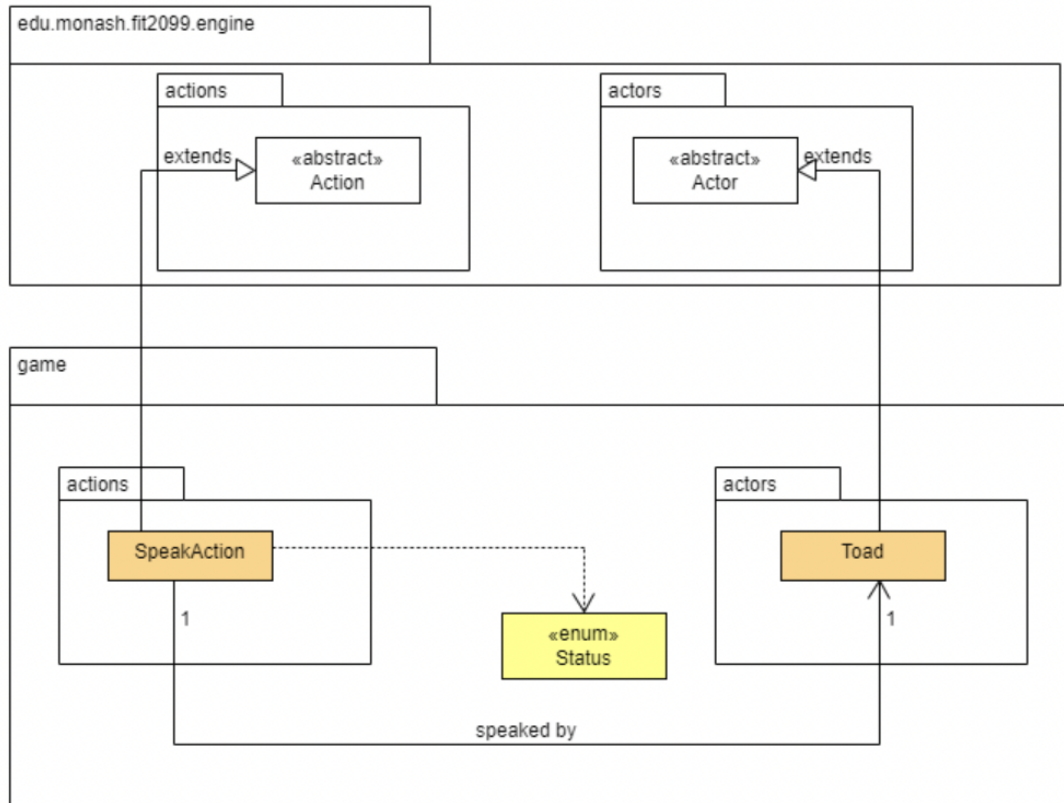 edu.monash.fit2099.engine
actions
actors
extends
«abstract»
Action
«abstract»
Actor
extends
game
actions
actors
SpeakAction
Toad
1
1
«enum»
Status
speaked by